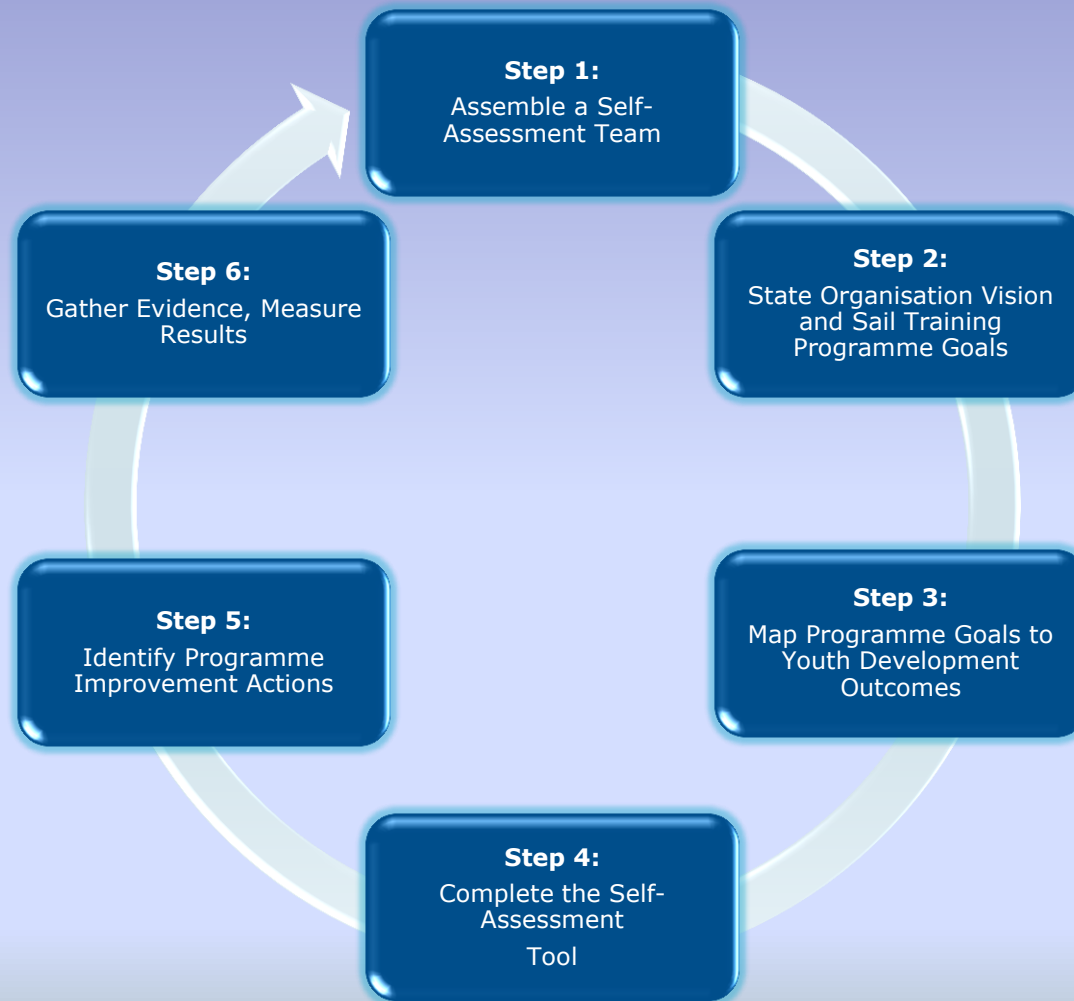 Step 1:
Assemble a Self-
Assessment Team
Step 2:
State Organisation Vision
and Sail Training
Programme Goals
Step 3:
Map Programme Goals to
Youth Development
Outcomes
Step 4:
Complete the Self-
Assessment
Tool
Step 5:
Identify Programme
Improvement Actions
Step 6:
Gather Evidence, Measure
Results